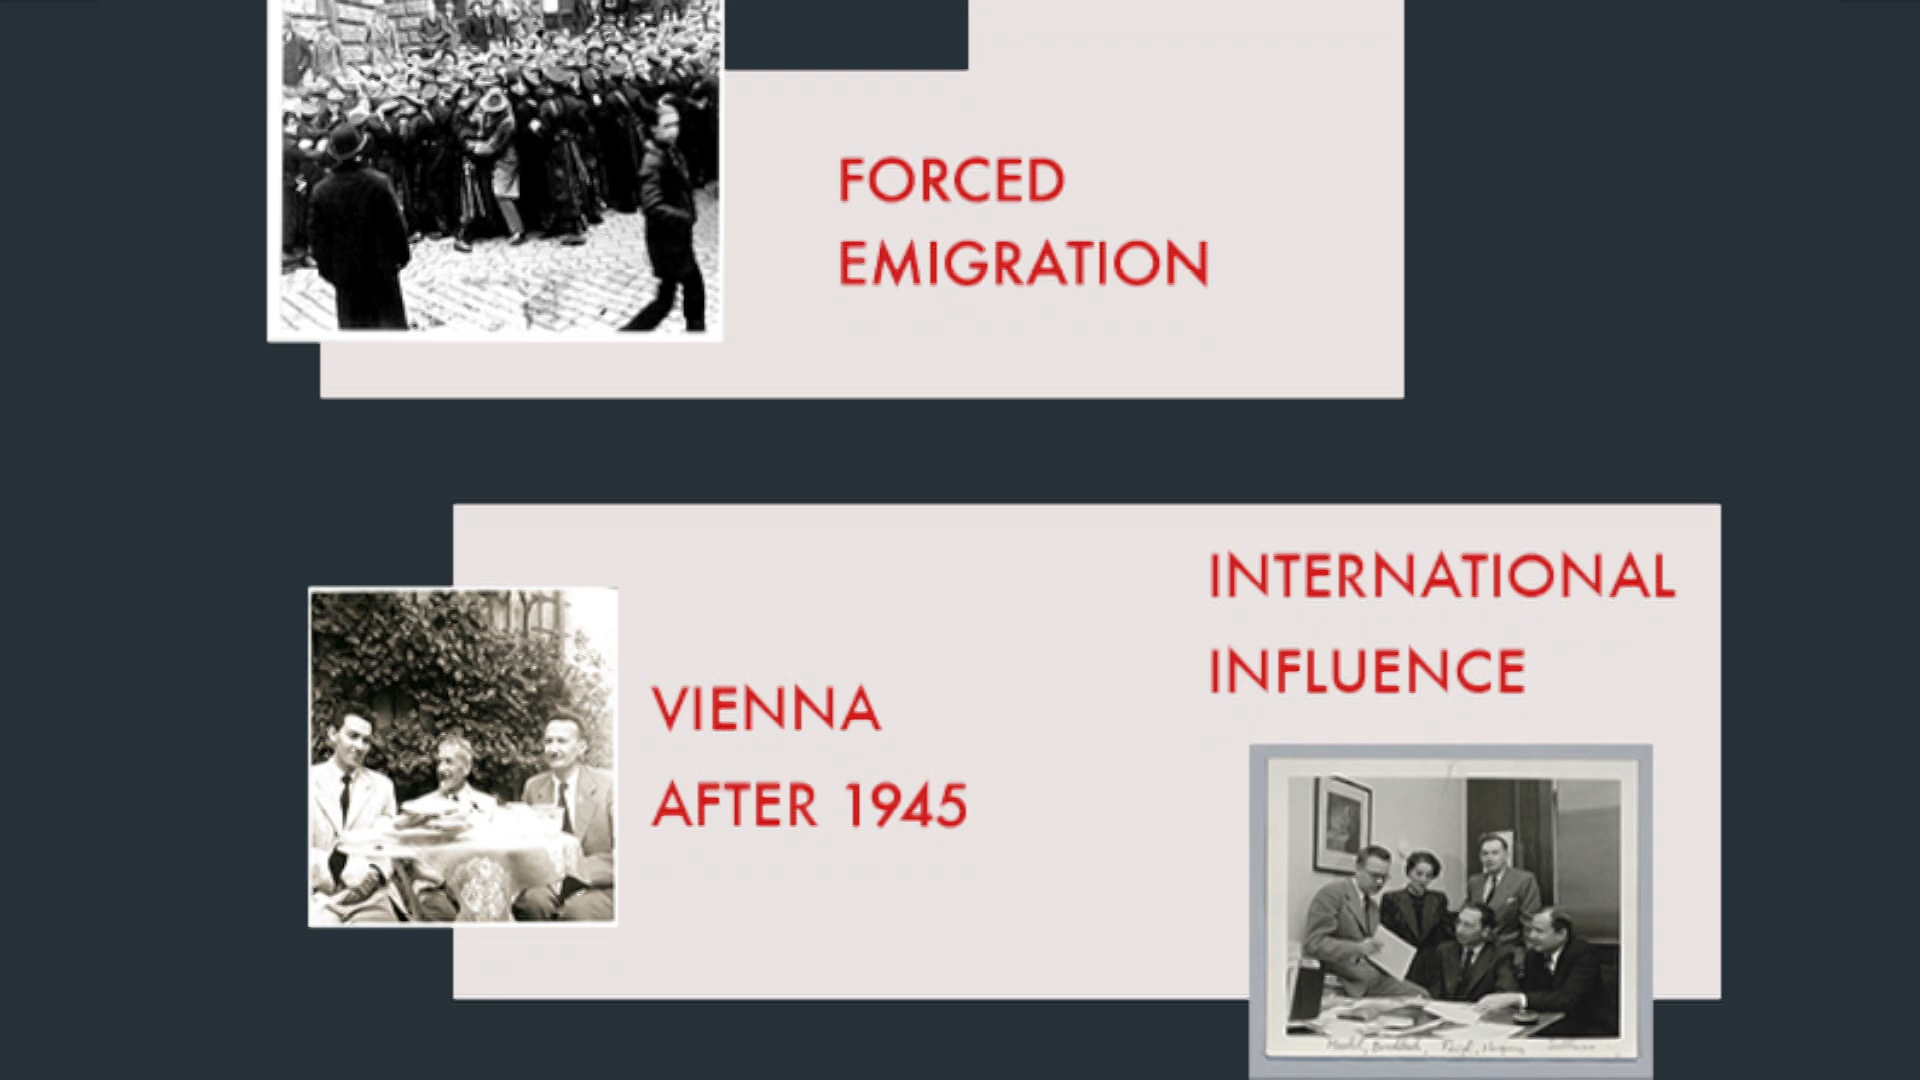 FORCED
EMIGRATION
VIENNA
AFTER 1945
INTERNATIONAL
INFLUENCE